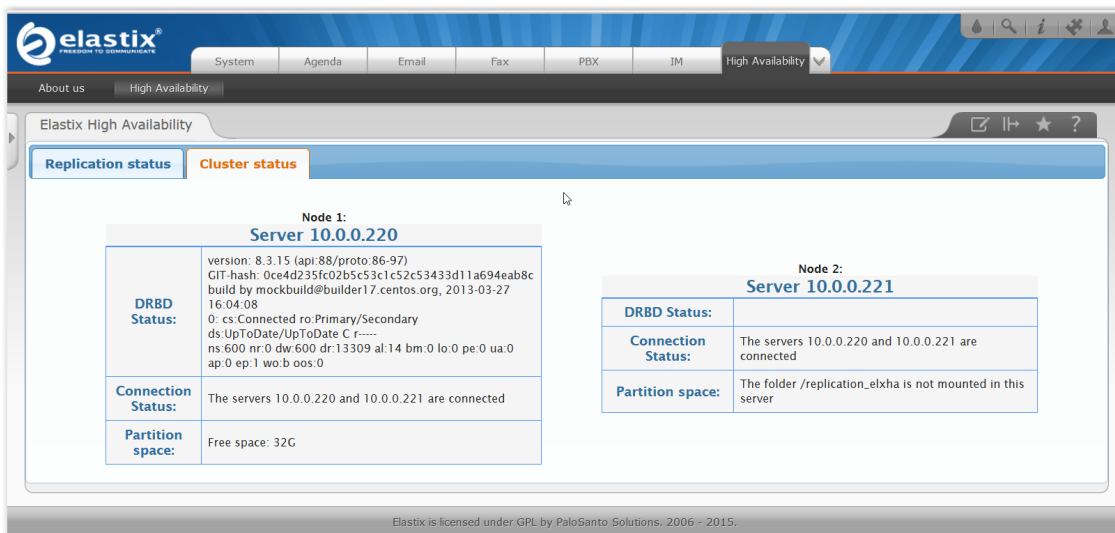 elastix®
FREEDOM TO COMMUNICATE
System Agenda Email Fax PBX IM High Availability
About us High Availability
Elastix High Availability
Replication status Cluster status
Node 1:
Server 10.0.0.220
DRBD Status:
version: 8.3.15 (api:88/proto:86-97)
GIT-hash: 0ce4d235fc02b5c53c1c52c53433d11a694eab8c
build by mockbuild@builder17.centos.org, 2013-03-27
16:04:08
0: cs:Connected ro:Primary/Secondary
ds:UpToDate/UpToDate C r-----
ns:600 nr:0 dw:600 dr:13309 al:14 bm:0 lo:0 pe:0 ua:0
ap:0 ep:1 wo:b oos:0
Connection Status:
The servers 10.0.0.220 and 10.0.0.221 are connected
Partition space:
Free space: 32G
Node 2:
Server 10.0.0.221
DRBD Status:
Connection Status:
The servers 10.0.0.220 and 10.0.0.221 are
connected
Partition space:
The folder /replication_elxha is not mounted in this
server
Elastix is licensed under GPL by PaloSanto Solutions. 2006 - 2015.